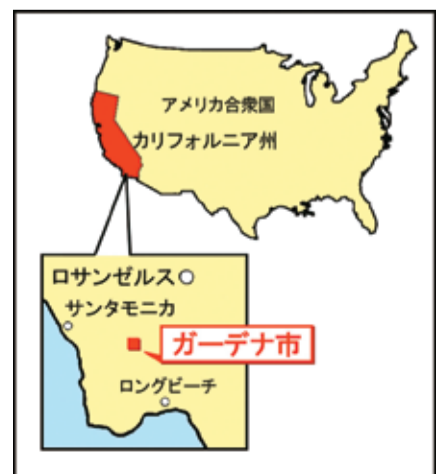 アメリカ合衆国
カリフォルニア州
ロサンゼルス
サンタモニカ
ガーデナ市
ロングビーチ